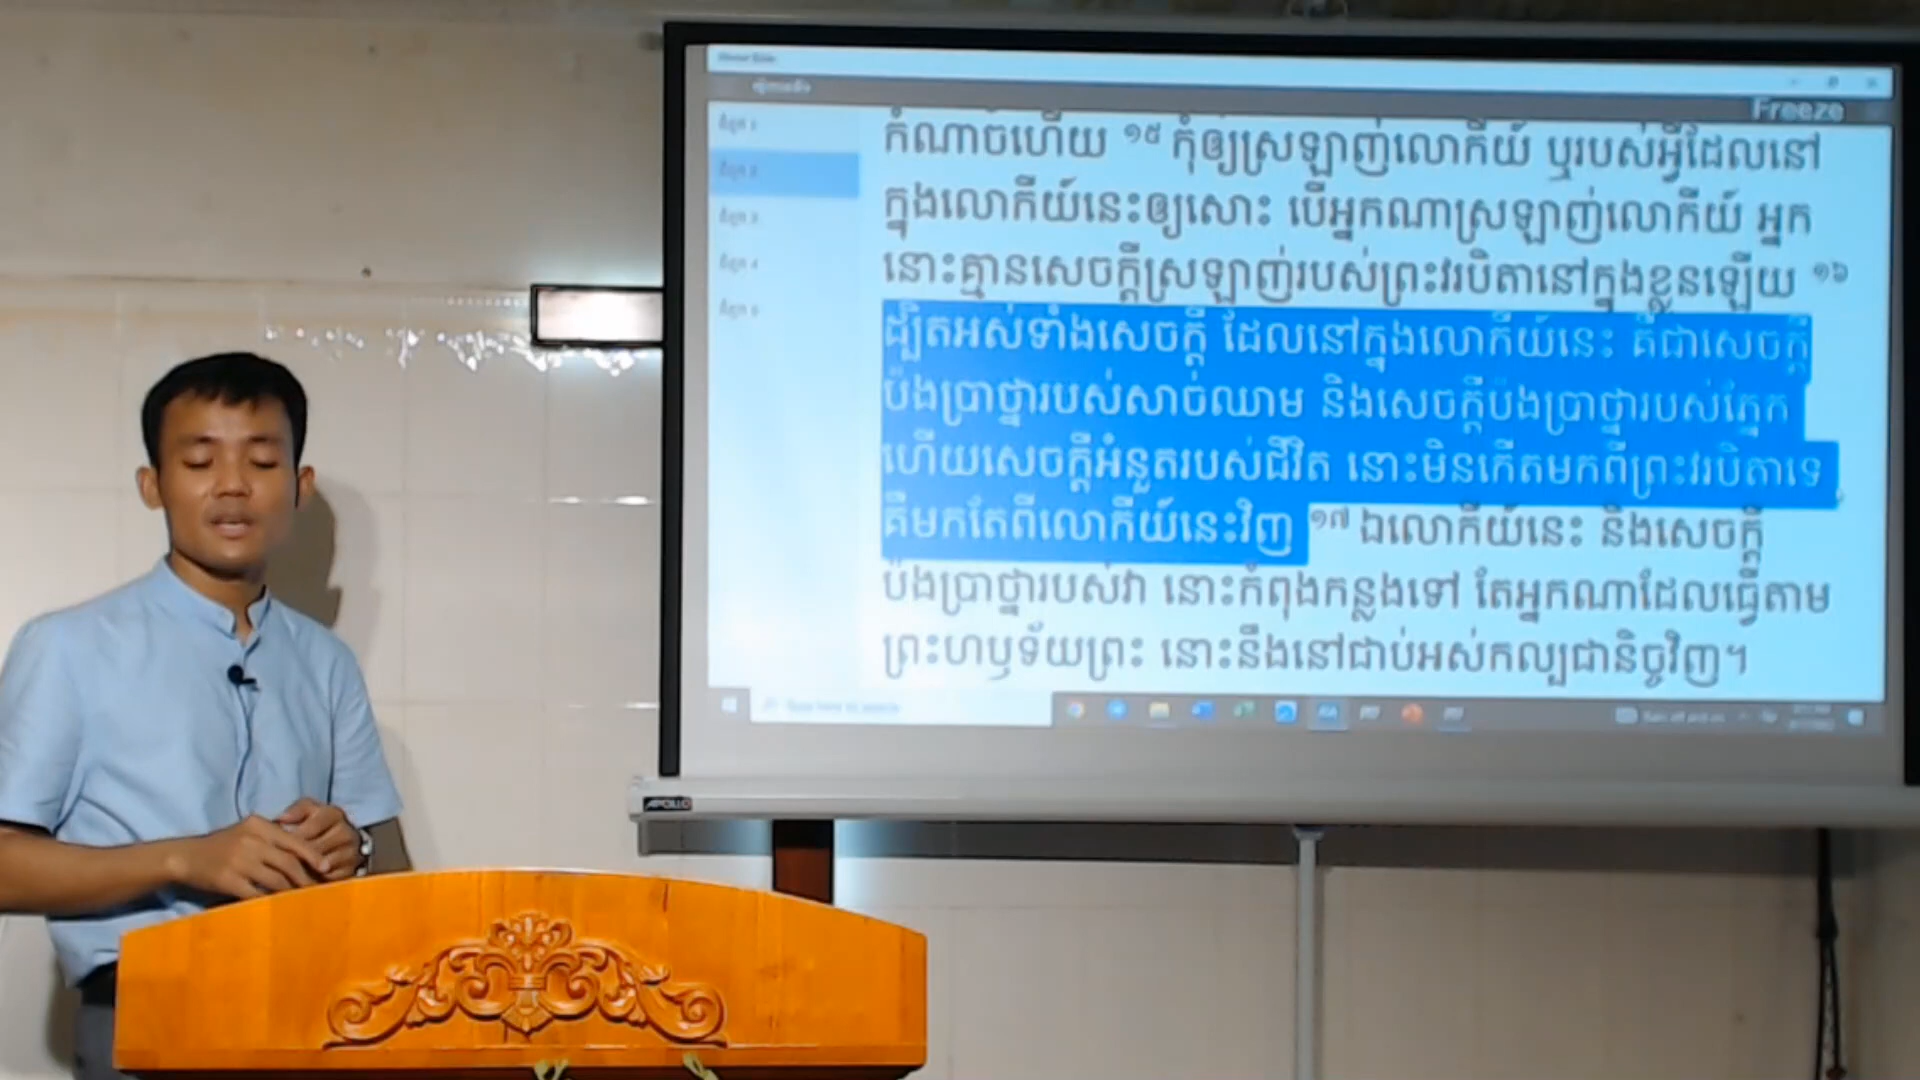 Freeze
កំណាចហើយ ១៥ កុំឲ្យស្រឡាញ់លោកីយ៍ ឬរបស់អ្វីដែលនៅ
ក្នុងលោកីយ៍នេះឲ្យសោះ បើអ្នកណាស្រឡាញ់លោកីយ៍ អ្នក
នោះគ្មានសេចក្ដីស្រឡាញ់របស់ព្រះវរបិតានៅក្នុងខ្លួនឡើយ ១៦
ដ្បិតអស់ទាំងសេចក្ដី ដែលនៅក្នុងលោកីយ៍នេះ គឺជាសេចក្ដី
ប៉ងប្រាថ្នារបស់សាច់ឈាម និងសេចក្ដីប៉ងប្រាថ្នារបស់ភ្នែក
ហើយសេចក្ដីអំនួតរបស់ជីវិត នោះមិនកើតមកពីព្រះវរបិតាទេ
គឺមកតែពីលោកីយ៍នេះវិញ ១៧ ឯលោកីយ៍នេះ និងសេចក្ដី
ប៉ងប្រាថ្នារបស់វា នោះកំពុងកន្លងទៅ តែអ្នកណាដែលធ្វើតាម
ព្រះហឫទ័យព្រះ នោះនឹងនៅជាប់អស់កល្បជានិច្ចវិញ។
Type here to search
APOLLO